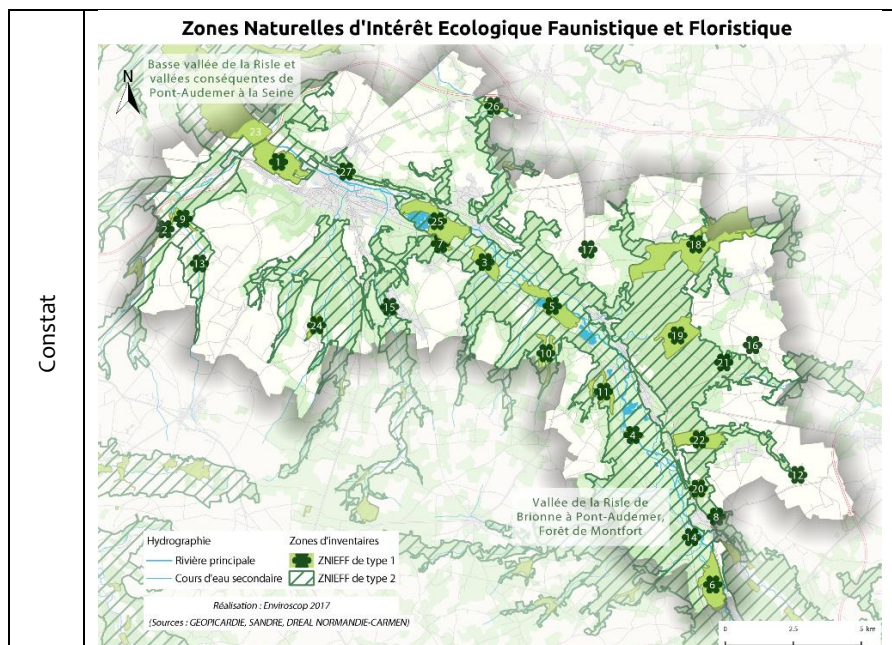 Constat
Zones Naturelles d'Intérêt Ecologique Faunistique et Floristique
Basse vallée de la Risle et
vallées conséquentes de
Pont-Audemer à la Seine
N
26
23
1
27
2
9
25
7
3
17
18
13
15
5
24
19
16
10
21
11
4
22
12
20
8
14
6
Vallée de la Risle de
Brionne à Pont-Audemer,
Forêt de Montfort
Hydrographie
Rivière principale
Cours d'eau secondaire
Zones d'inventaires
ZNIEFF de type 1
ZNIEFF de type 2
Réalisation : Enviroscop 2017
(Sources : GEOPICARDIE, SANDRE, DREAL NORMANDIE-CARMEN)
0 2.5 5 km